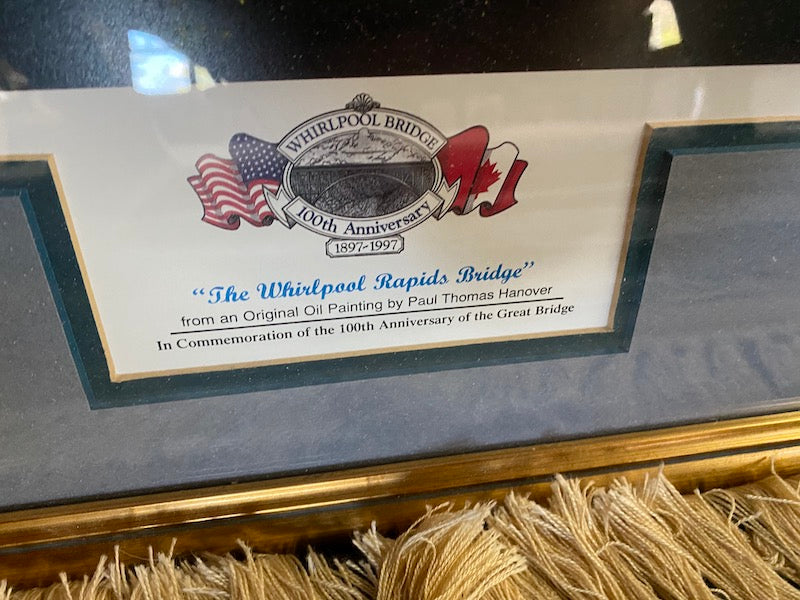 WHIRLPOOL BRIDGE
100th Anniversary
1897-1997
"The Whirlpool Rapids Bridge"
from an Original Oil Painting by Paul Thomas Hanover
In Commemoration of the 100th Anniversary of the Great Bridge